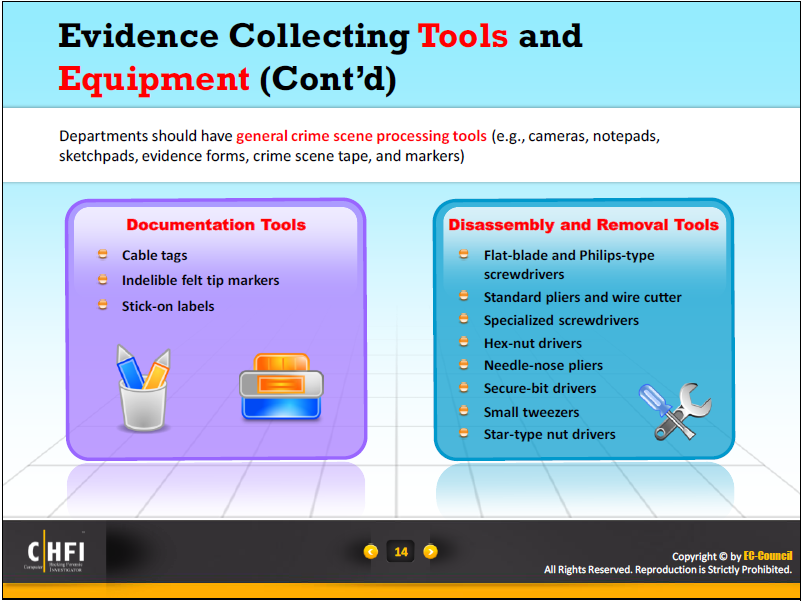 Evidence Collecting Tools and
Equipment (Cont’d)
Departments should have general crime scene processing tools (e.g., cameras, notepads,
sketchpads, evidence forms, crime scene tape, and markers)
Documentation Tools
Cable tags
Indelible felt tip markers
Stick-on labels
Disassembly and Removal Tools
Flat-blade and Philips-type
screwdrivers
Standard pliers and wire cutter
Specialized screwdrivers
Hex-nut drivers
Needle-nose pliers
Secure-bit drivers
Small tweezers
Star-type nut drivers
CHFI
Computer Hacking Forensic
INVESTIGATOR
14
Copyright © by EC-Council
All Rights Reserved. Reproduction is Strictly Prohibited.